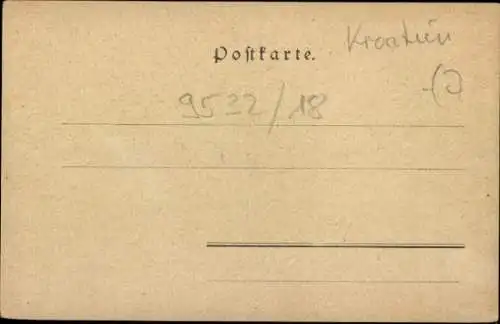 Kroatien
Postkarte.
9522/18